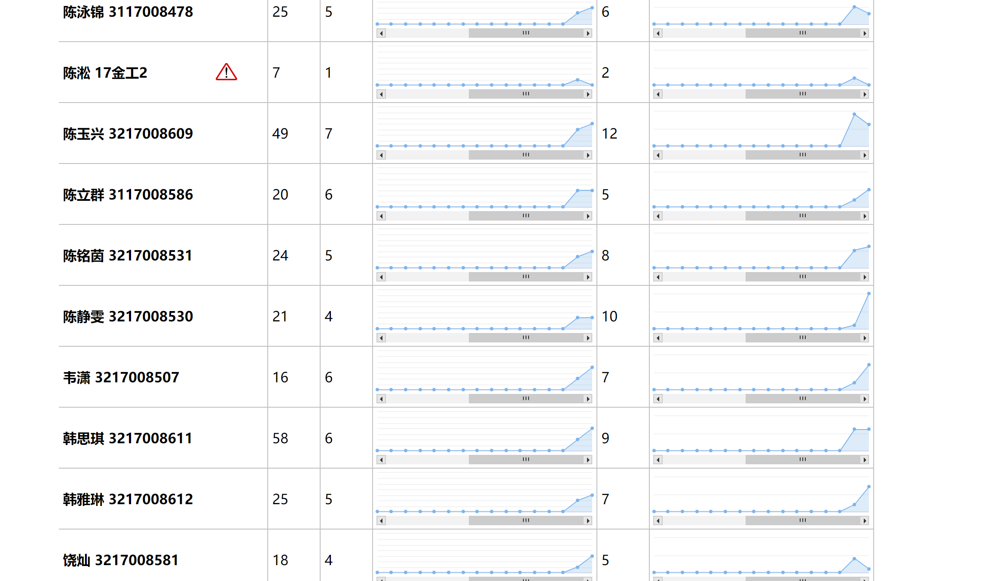 陈泳锦 3117008478 25 5 6
陈淞 17金工2 7 1 2
陈玉兴 3217008609 49 7 12
陈立群 3117008586 20 6 5
陈铭茵 3217008531 24 5 8
陈静雯 3217008530 21 4 10
韦潇 3217008507 16 6 7
韩思琪 3217008611 58 6 9
韩雅琳 3217008612 25 5 7
饶灿 3217008581 18 4 5